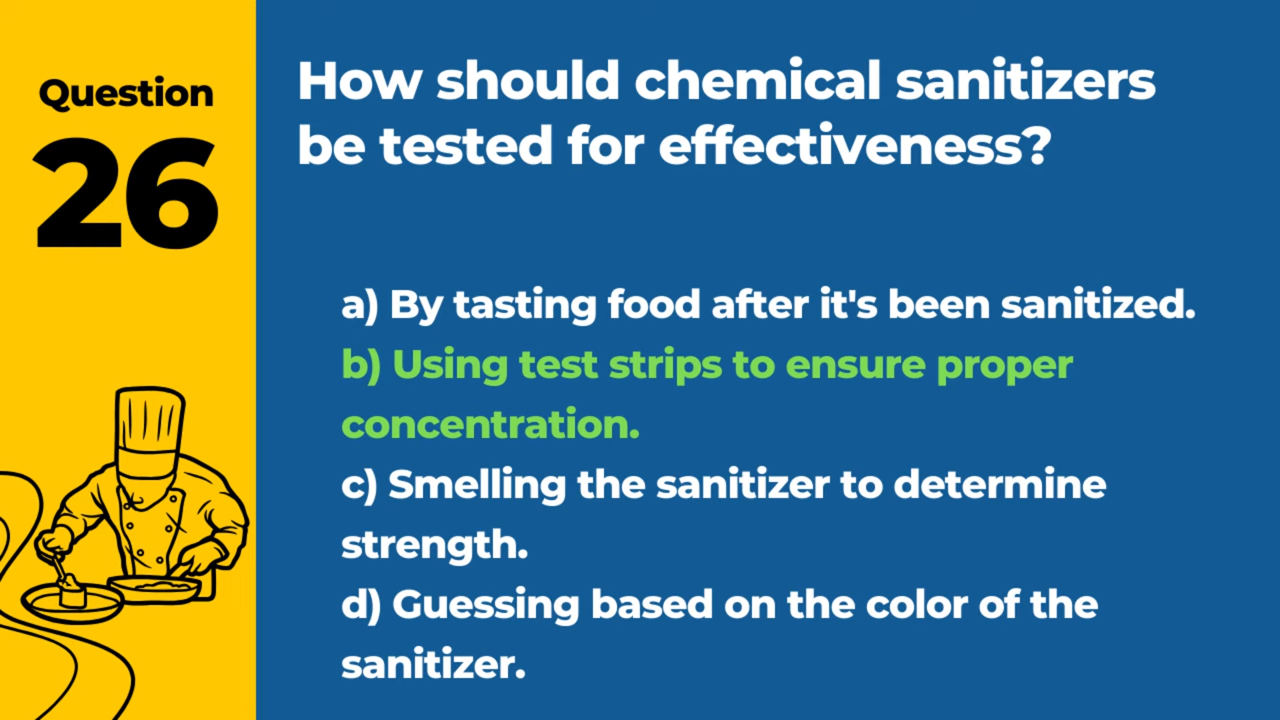 Question
26
How should chemical sanitizers
be tested for effectiveness?
a) By tasting food after it's been sanitized.
b) Using test strips to ensure proper
concentration.
c) Smelling the sanitizer to determine
strength.
d) Guessing based on the color of the
sanitizer.